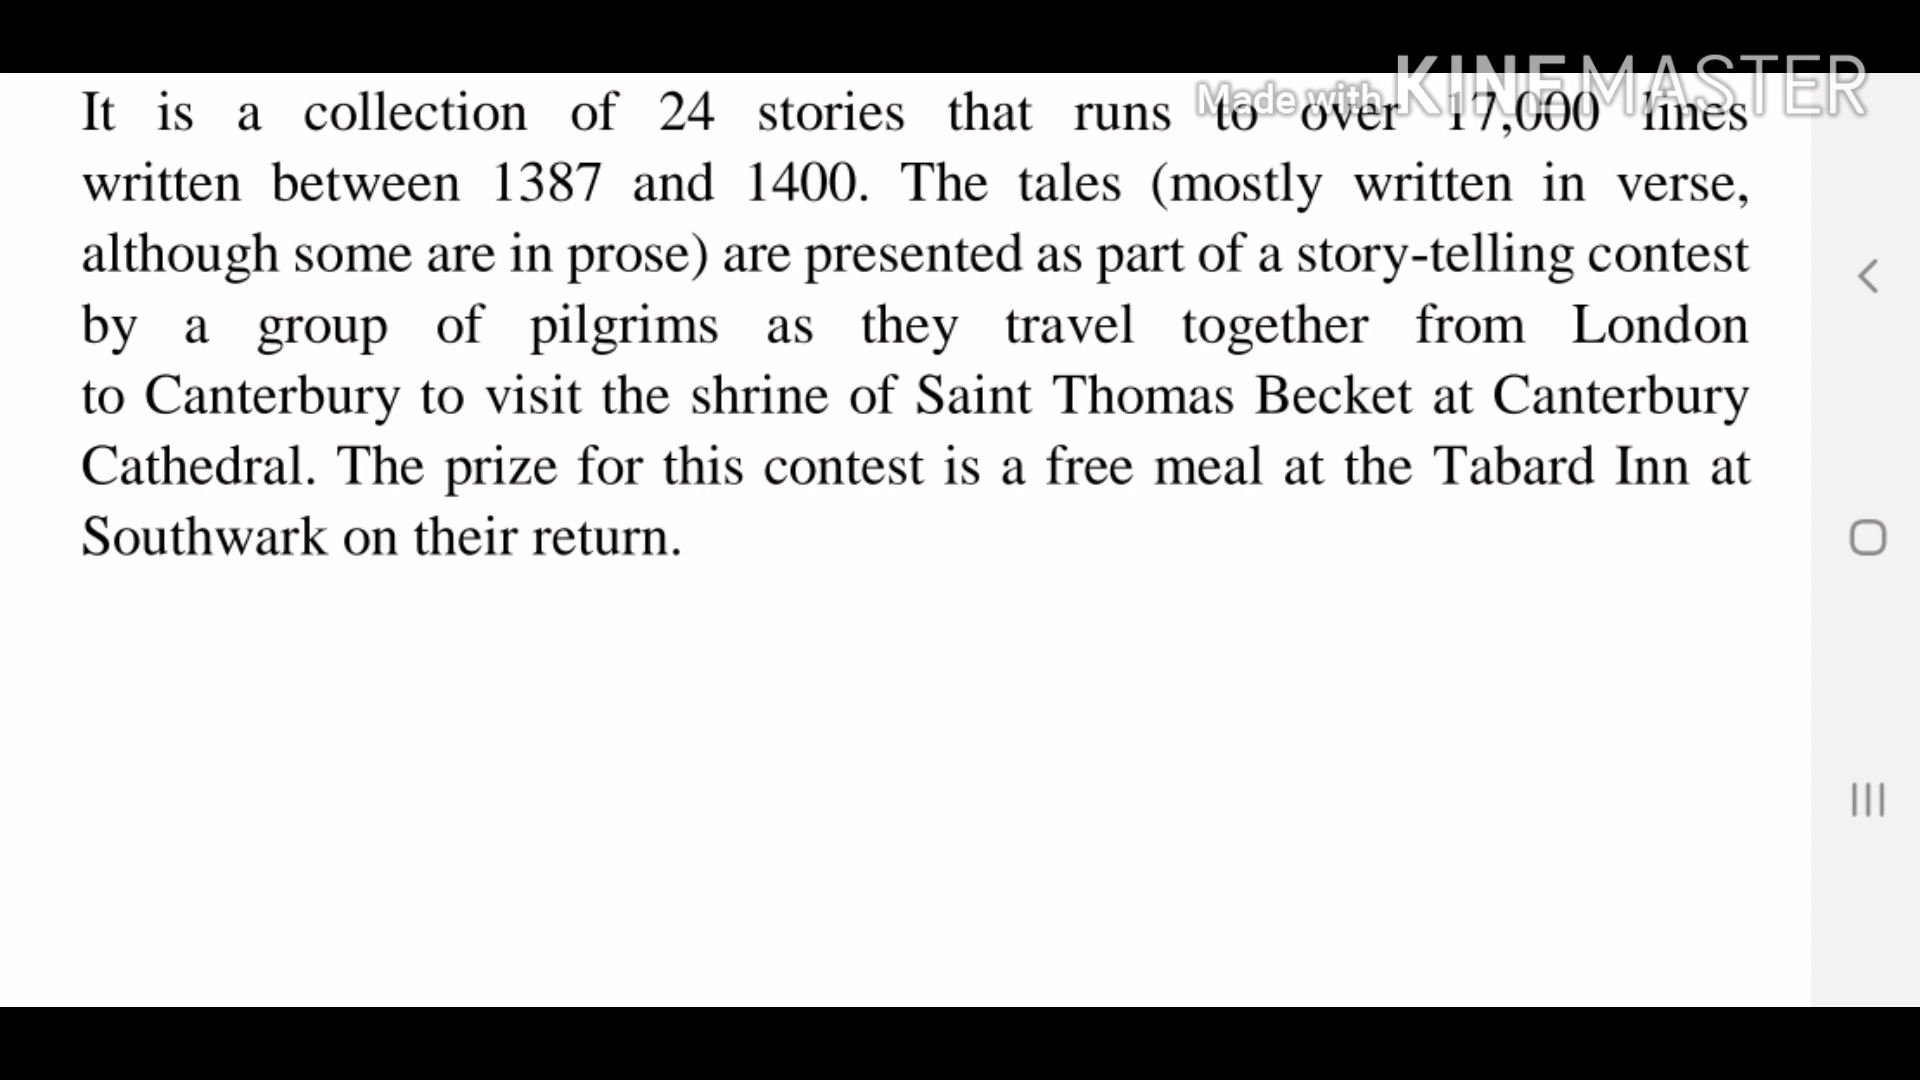 Made with KINEMASTER
It is a collection of 24 stories that runs to over 17,000 lines
written between 1387 and 1400. The tales (mostly written in verse,
although some are in prose) are presented as part of a story-telling contest
by a group of pilgrims as they travel together from London
to Canterbury to visit the shrine of Saint Thomas Becket at Canterbury
Cathedral. The prize for this contest is a free meal at the Tabard Inn at
Southwark on their return.